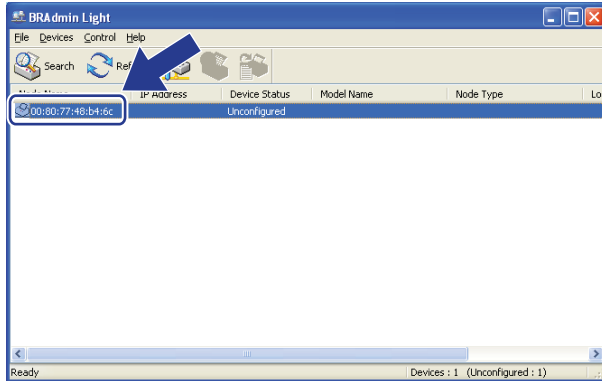 BRAdmin Light
File Devices Control Help
Search
IP Address Device Status Model Name Node Type Lo
00:80:77:48:b4:6c Unconfigured
Ready Devices : 1 (Unconfigured : 1)